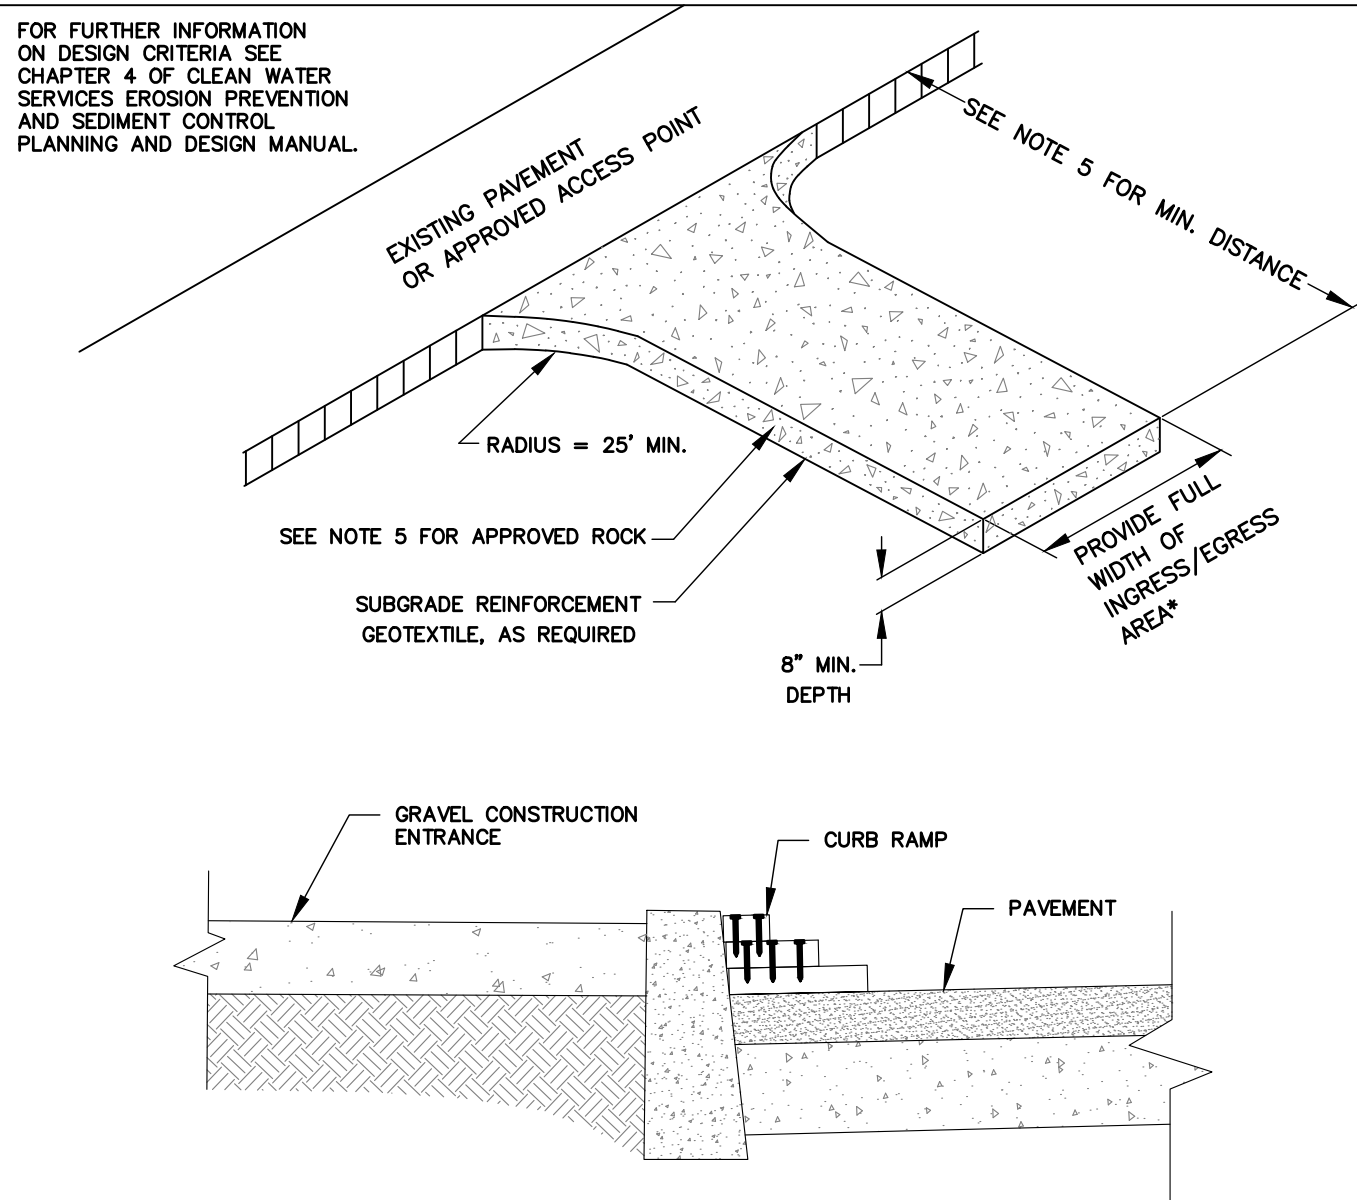 FOR FURTHER INFORMATION
ON DESIGN CRITERIA SEE
CHAPTER 4 OF CLEAN WATER
SERVICES EROSION PREVENTION
AND SEDIMENT CONTROL
PLANNING AND DESIGN MANUAL.
EXISTING PAVEMENT
OR APPROVED ACCESS POINT
SEE NOTE 5 FOR MIN. DISTANCE
RADIUS = 25' MIN.
SEE NOTE 5 FOR APPROVED ROCK
SUBGRADE REINFORCEMENT
GEOTEXTILE, AS REQUIRED
PROVIDE FULL
WIDTH OF
INGRESS/EGRESS
AREA*
8" MIN.
DEPTH
GRAVEL CONSTRUCTION
ENTRANCE
CURB RAMP
PAVEMENT